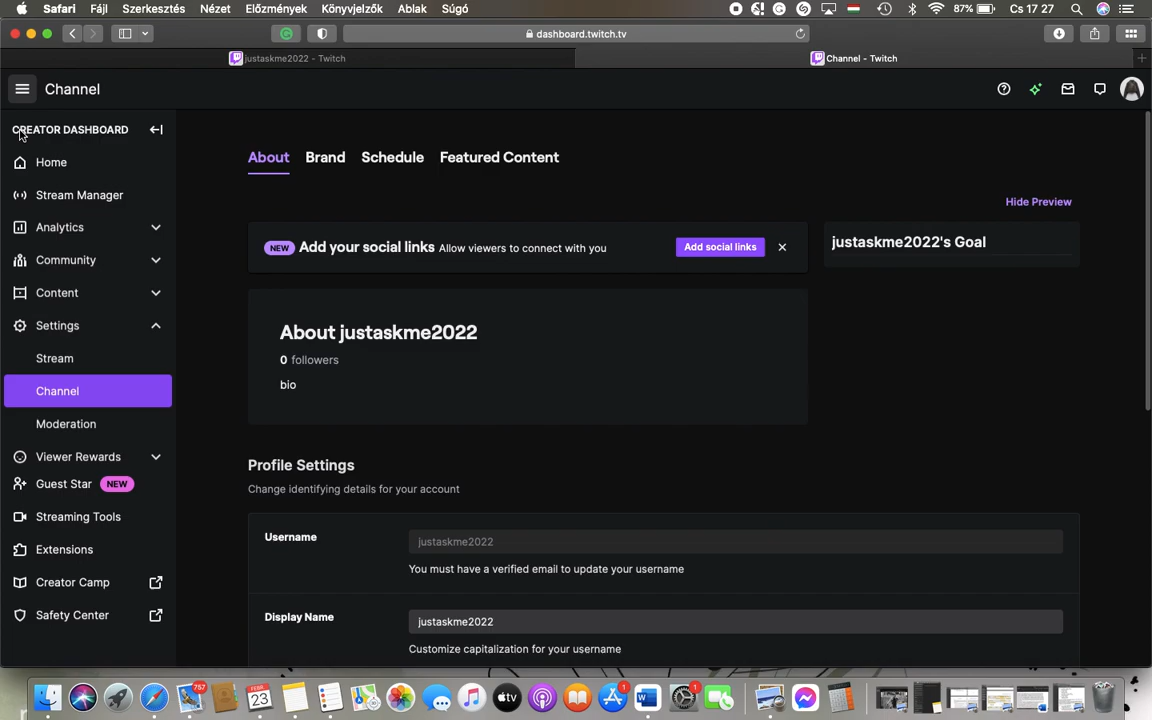 Safari Fájl Szerkesztés Nézet Előzmények Könyvjelzők Ablak Súgó 87% Cs 17 27
dashboard.twitch.tv
justaskme2022 - Twitch Channel - Twitch
Channel
CREATOR DASHBOARD
Home
Stream Manager
Analytics
Community
Content
Settings
Stream
Channel
Moderation
Viewer Rewards
Guest Star NEW
Streaming Tools
Extensions
Creator Camp
Safety Center
About Brand Schedule Featured Content
Hide Preview
NEW Add your social links Allow viewers to connect with you Add social links
justaskme2022's Goal
About justaskme2022
0 followers
bio
Profile Settings
Change identifying details for your account
Username justaskme2022
You must have a verified email to update your username
Display Name justaskme2022
Customize capitalization for your username
757 23 tv 1 W 1